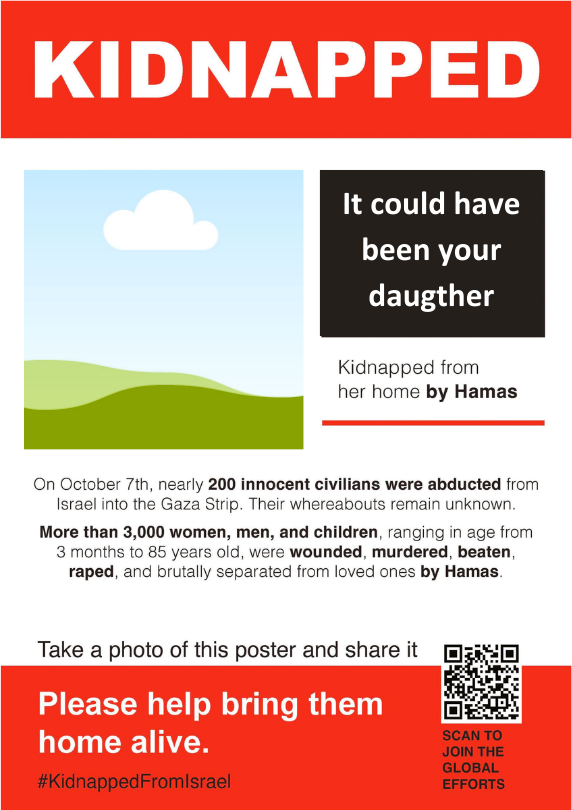 KIDNAPPED
It could have
been your
daugther
Kidnapped from
her home by Hamas
On October 7th, nearly 200 innocent civilians were abducted from
Israel into the Gaza Strip. Their whereabouts remain unknown.
More than 3,000 women, men, and children, ranging in age from
3 months to 85 years old, were wounded, murdered, beaten,
raped, and brutally separated from loved ones by Hamas.
Take a photo of this poster and share it
Please help bring them
home alive.
#KidnappedFromIsrael
SCAN TO
JOIN THE
GLOBAL
EFFORTS